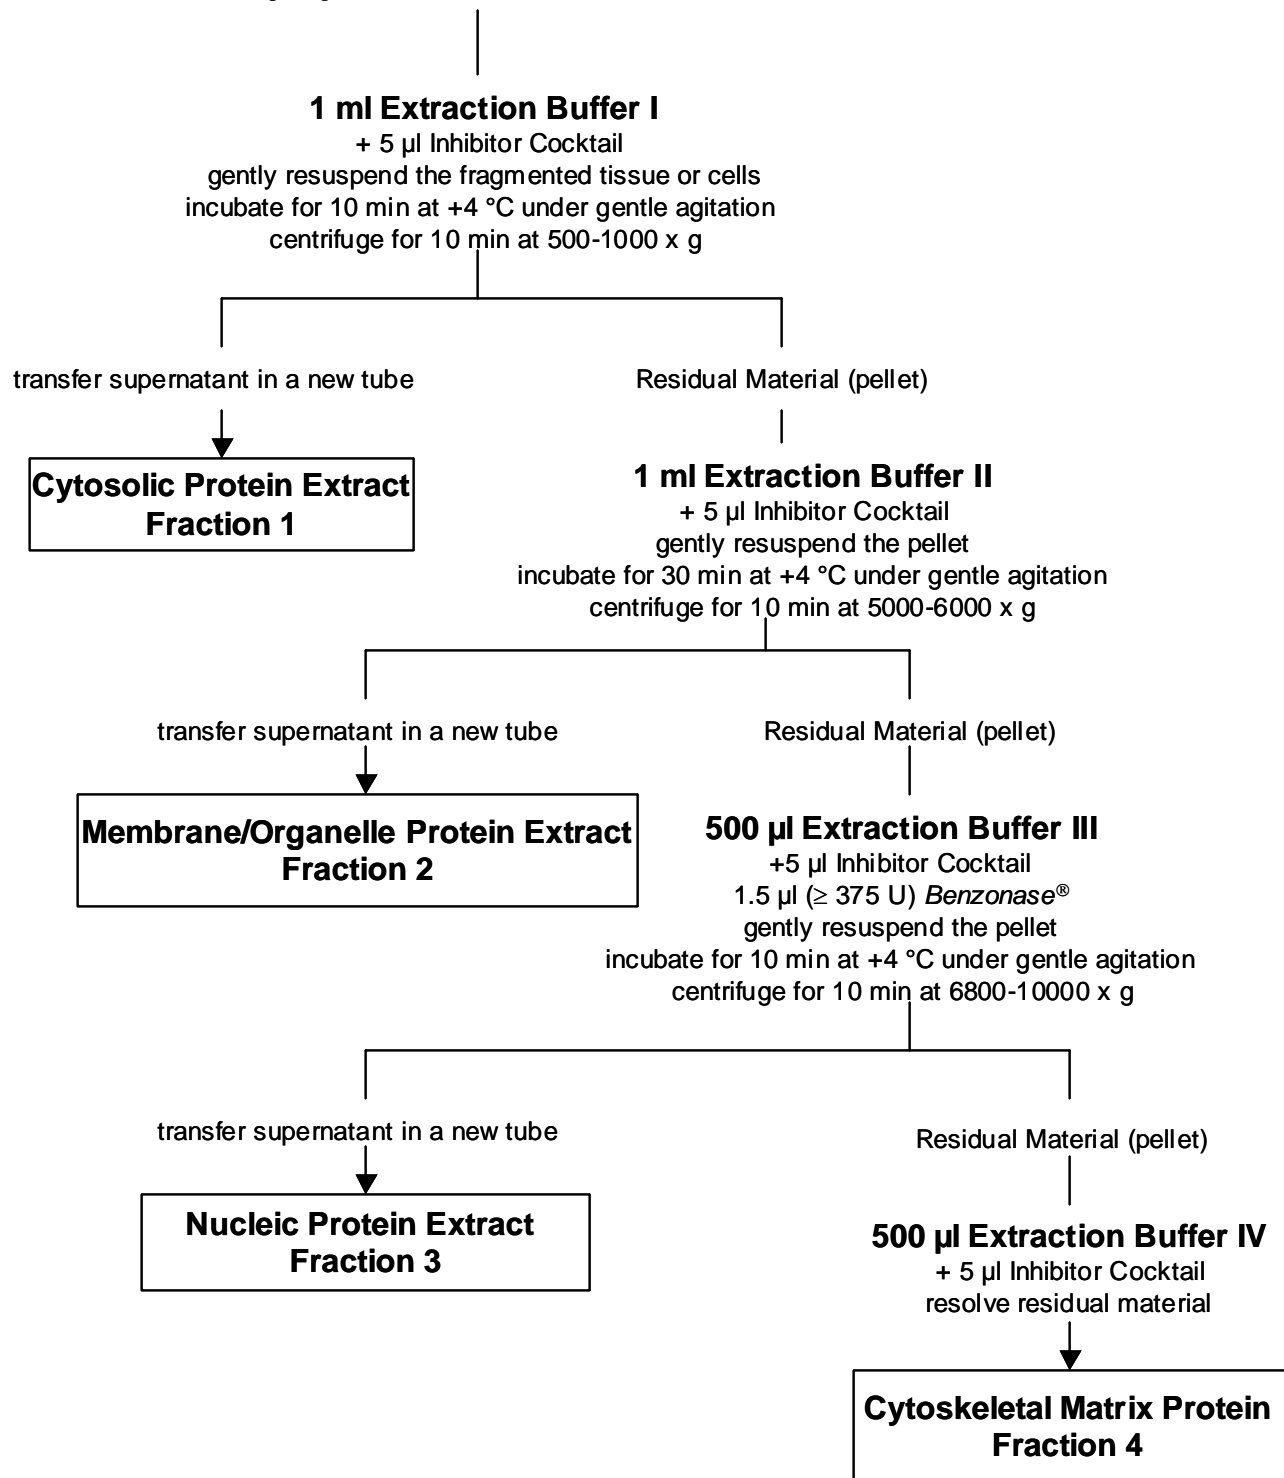 1 ml Extraction Buffer I
+ 5 µl Inhibitor Cocktail
gently resuspend the fragmented tissue or cells
incubate for 10 min at +4 °C under gentle agitation
centrifuge for 10 min at 500-1000 x g
transfer supernatant in a new tube
Residual Material (pellet)
Cytosolic Protein Extract
Fraction 1
1 ml Extraction Buffer II
+ 5 µl Inhibitor Cocktail
gently resuspend the pellet
incubate for 30 min at +4 °C under gentle agitation
centrifuge for 10 min at 5000-6000 x g
transfer supernatant in a new tube
Residual Material (pellet)
Membrane/Organelle Protein Extract
Fraction 2
500 µl Extraction Buffer III
+5 µl Inhibitor Cocktail
1.5 µl (≥ 375 U) Benzonase®
gently resuspend the pellet
incubate for 10 min at +4 °C under gentle agitation
centrifuge for 10 min at 6800-10000 x g
transfer supernatant in a new tube
Residual Material (pellet)
Nucleic Protein Extract
Fraction 3
500 µl Extraction Buffer IV
+ 5 µl Inhibitor Cocktail
resolve residual material
Cytoskeletal Matrix Protein
Fraction 4